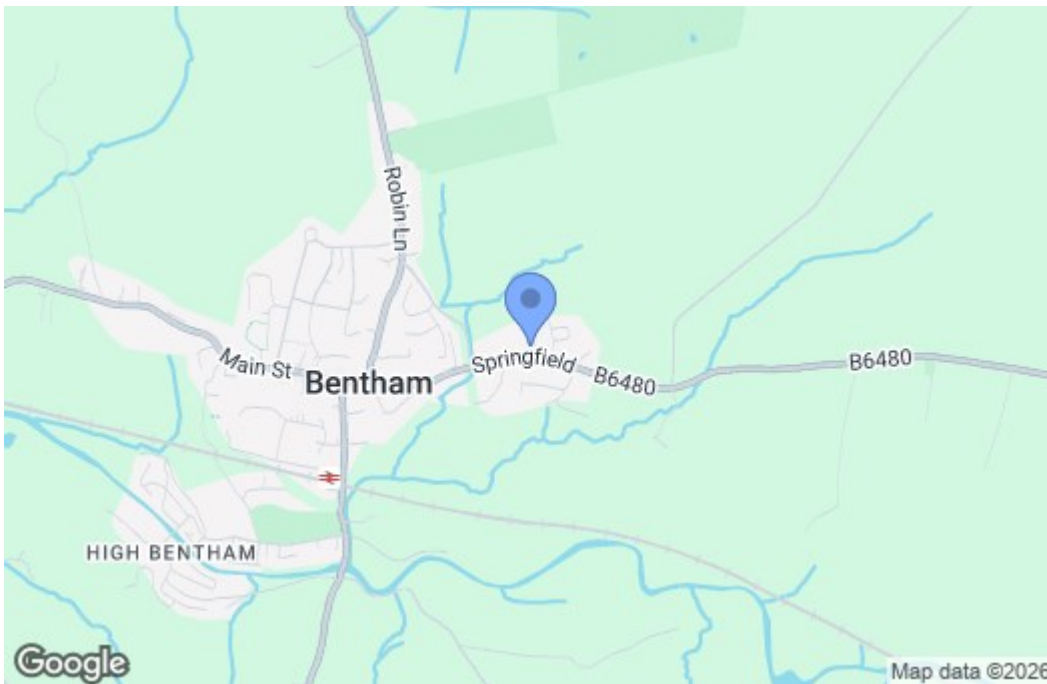 Robin Ln
Main St
Bentham
Springfield
B6480
B6480
HIGH BENTHAM
Google
Map data ©2026